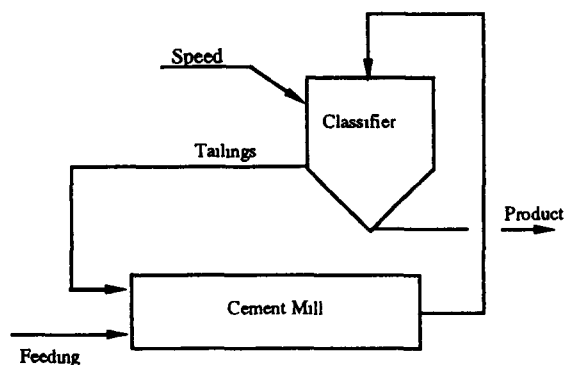 Speed
Classifier
Tailings
Product
Cement Mill
Feeding